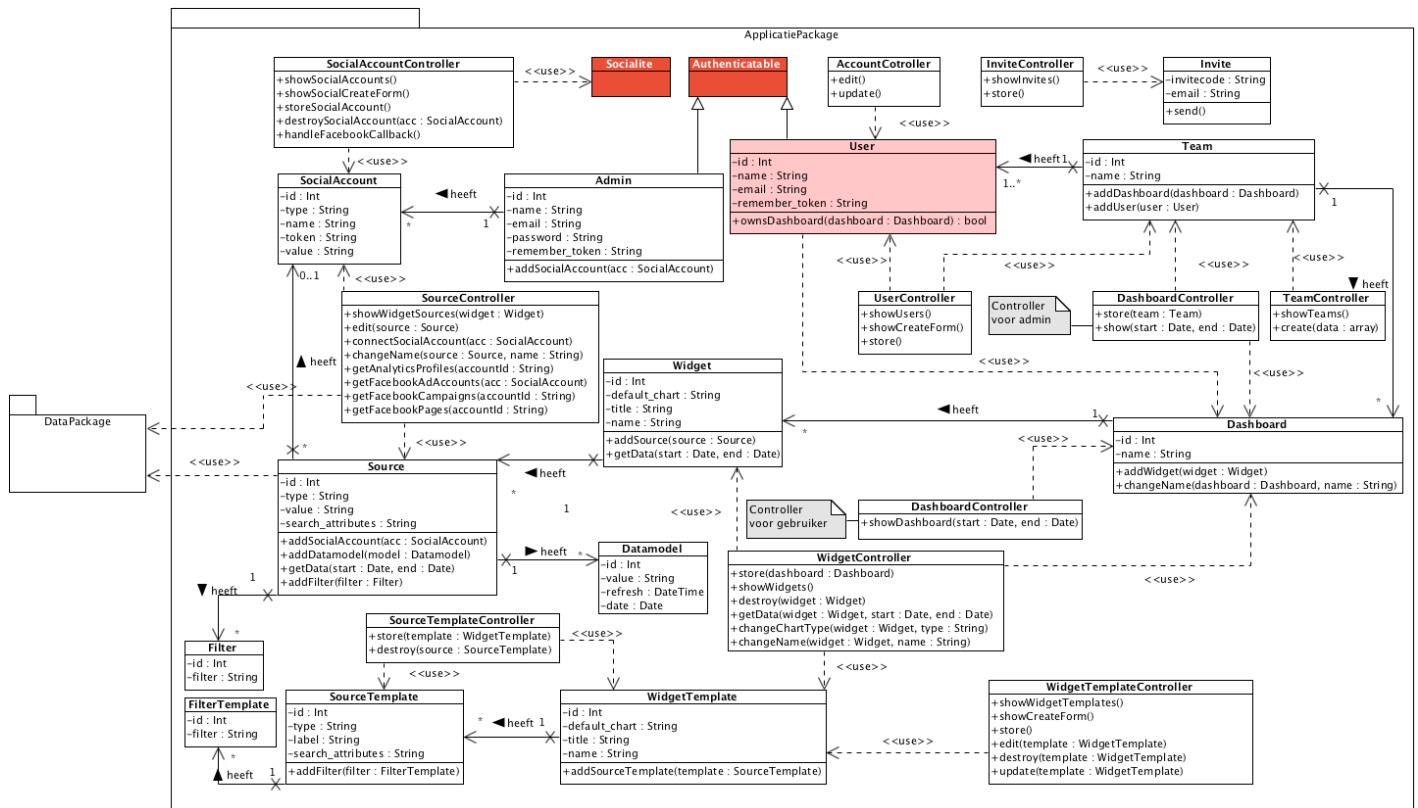 ApplicatiePackage
SocialAccountController
+showSocialAccounts()
+showSocialCreateForm()
+storeSocialAccount()
+destroySocialAccount(acc : SocialAccount)
+handleFacebookCallback()
<<use>>
Socialite
Authenticatable
AccountCotroller
+edit()
+update()
<<use>>
InviteController
+showInvites()
+store()
<<use>>
Invite
-invitecode : String
-email : String
+send()
<<use>>
SocialAccount
-id : Int
-type : String
-name : String
-token : String
-value : String
◄ heeft
*
1
Admin
-id : Int
-name : String
-email : String
-password : String
-remember_token : String
+addSocialAccount(acc : SocialAccount)
User
-id : Int
-name : String
-email : String
-remember_token : String
+ownsDashboard(dashboard : Dashboard) : bool
◄ heeft 1
1..*
Team
-id : Int
-name : String
+addDashboard(dashboard : Dashboard)
+addUser(user : User)
1
▼ heeft
*
0..1
<<use>>
<<use>>
<<use>>
<<use>>
<<use>>
SourceController
+showWidgetSources(widget : Widget)
+edit(source : Source)
+connectSocialAccount(acc : SocialAccount)
+changeName(source : Source, name : String)
+getAnalyticsProfiles(accountId : String)
+getFacebookAdAccounts(acc : SocialAccount)
+getFacebookCampaigns(accountId : String)
+getFacebookPages(accountId : String)
UserController
+showUsers()
+showCreateForm()
+store()
Controller
voor admin
DashboardController
+store(team : Team)
+show(start : Date, end : Date)
TeamController
+showTeams()
+create(data : array)
▲ heeft
<<use>>
<<use>>
<<use>>
Widget
-id : Int
-default_chart : String
-title : String
-name : String
+addSource(source : Source)
+getData(start : Date, end : Date)
◄ heeft
1
*
Dashboard
-id : Int
-name : String
+addWidget(widget : Widget)
+changeName(dashboard : Dashboard, name : String)
DataPackage
<<use>>
*
<<use>>
<<use>>
Source
-id : Int
-type : String
-value : String
-search_attributes : String
+addSocialAccount(acc : SocialAccount)
+addDatamodel(model : Datamodel)
+getData(start : Date, end : Date)
+addFilter(filter : Filter)
◄ heeft
*
1
<<use>>
Controller
voor gebruiker
DashboardController
+showDashboard(start : Date, end : Date)
► heeft
*
1
Datamodel
-id : Int
-value : String
-refresh : DateTime
-date : Date
WidgetController
+store(dashboard : Dashboard)
+showWidgets()
+destroy(widget : Widget)
+getData(widget : Widget, start : Date, end : Date)
+changeChartType(widget : Widget, type : String)
+changeName(widget : Widget, name : String)
<<use>>
1
▼ heeft
*
Filter
-id : Int
-filter : String
SourceTemplateController
+store(template : WidgetTemplate)
+destroy(source : SourceTemplate)
<<use>>
<<use>>
<<use>>
FilterTemplate
-id : Int
-filter : String
*
▲ heeft
1
SourceTemplate
-id : Int
-type : String
-label : String
-search_attributes : String
+addFilter(filter : FilterTemplate)
* ◄ heeft 1
WidgetTemplate
-id : Int
-default_chart : String
-title : String
-name : String
+addSourceTemplate(template : SourceTemplate)
<<use>>
WidgetTemplateController
+showWidgetTemplates()
+showCreateForm()
+store()
+edit(template : WidgetTemplate)
+destroy(template : WidgetTemplate)
+update(template : WidgetTemplate)